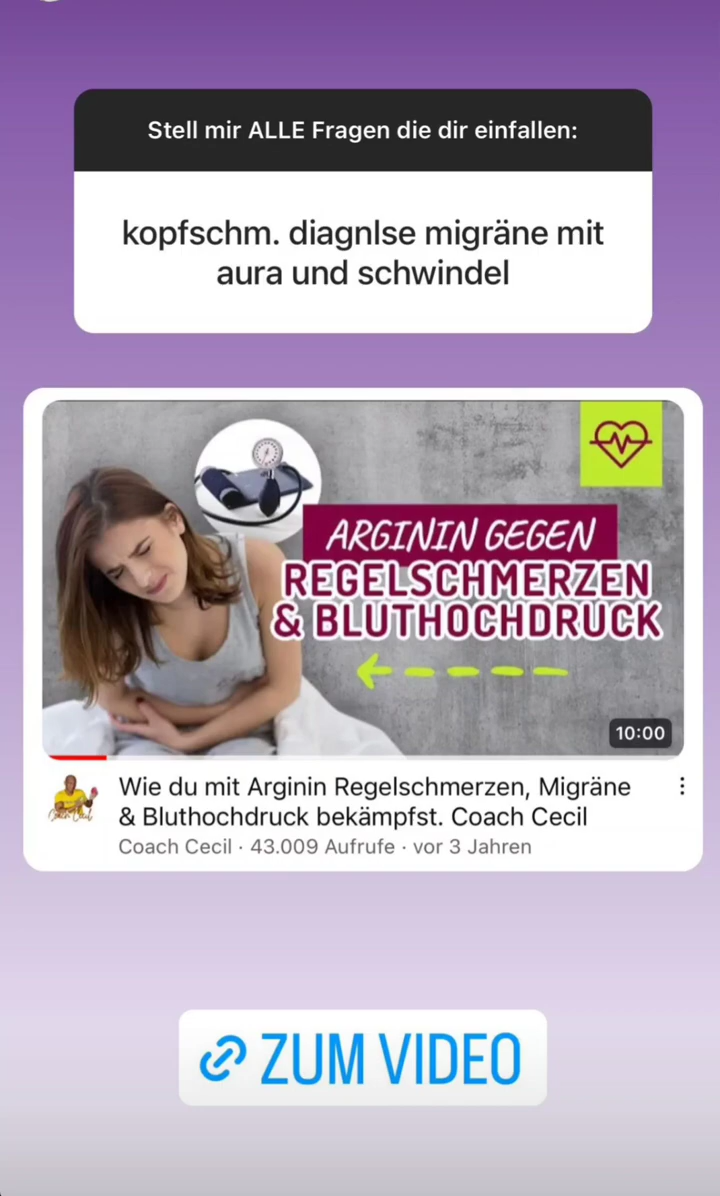 Stell mir ALLE Fragen die dir einfallen:
kopfschm. diagnlse migräne mit
aura und schwindel
ARGININ GEGEN
REGELSCHMERZEN
& BLUTHOCHDRUCK
10:00
Wie du mit Arginin Regelschmerzen, Migräne
& Bluthochdruck bekämpfst. Coach Cecil
Coach Cecil · 43.009 Aufrufe · vor 3 Jahren
ZUM VIDEO